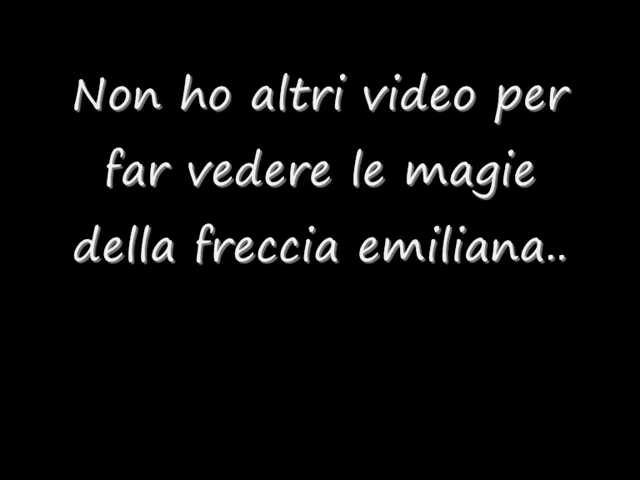 Non ho altri video per
far vedere le magie
della freccia emiliana..